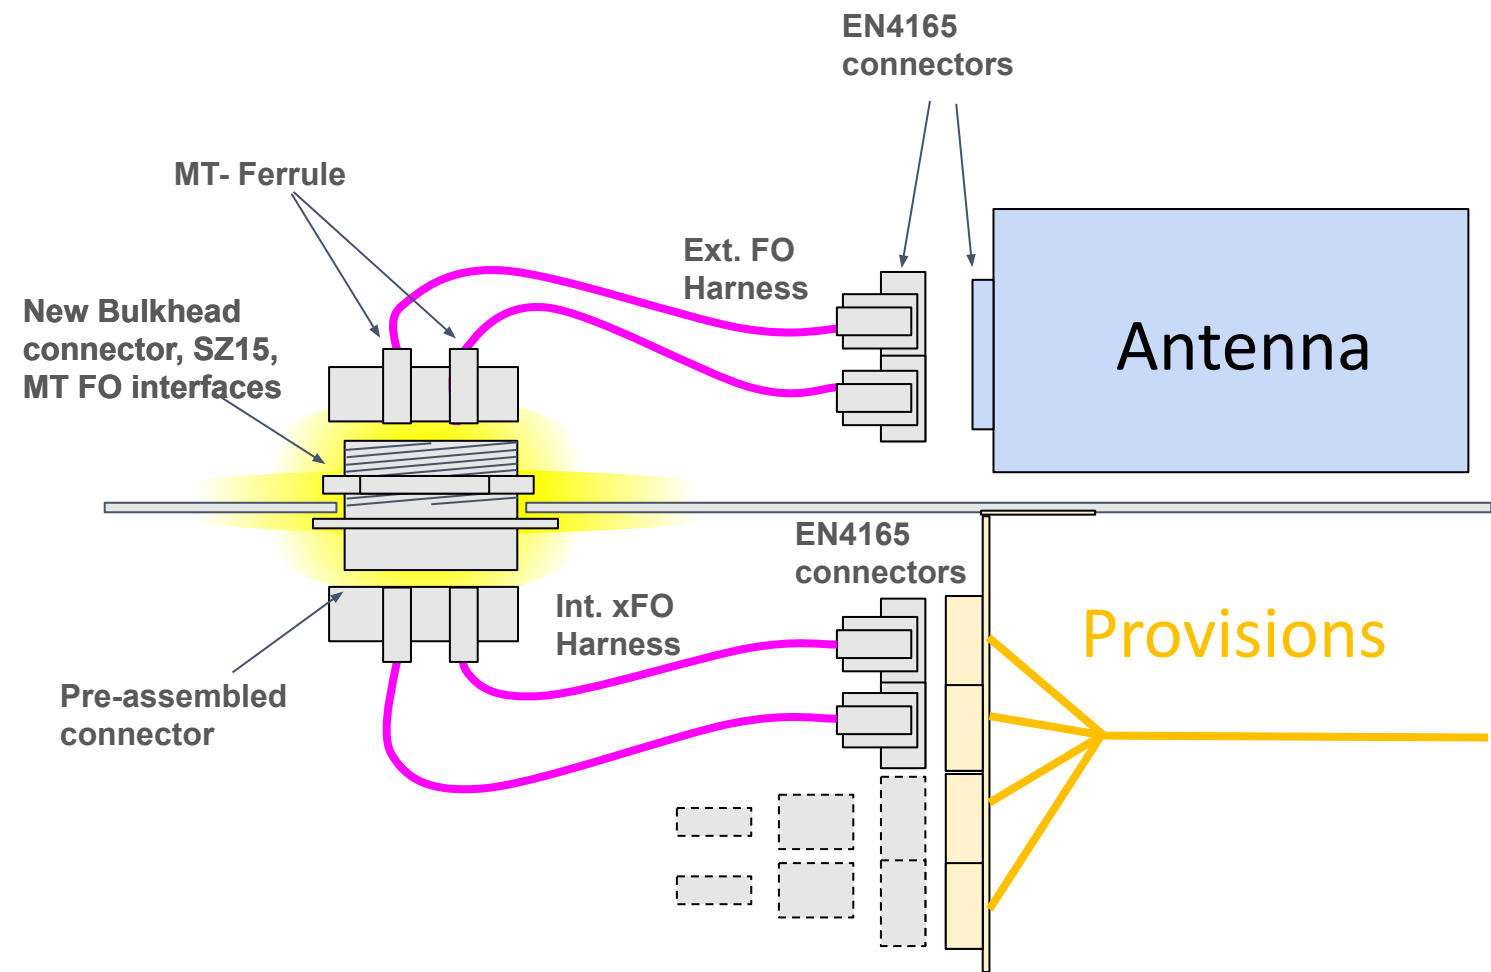 EN4165
connectors
MT- Ferrule
Ext. FO
Harness
New Bulkhead
connector, SZ15,
MT FO interfaces
Antenna
EN4165
connectors
Int. xFO
Harness
Provisions
Pre-assembled
connector